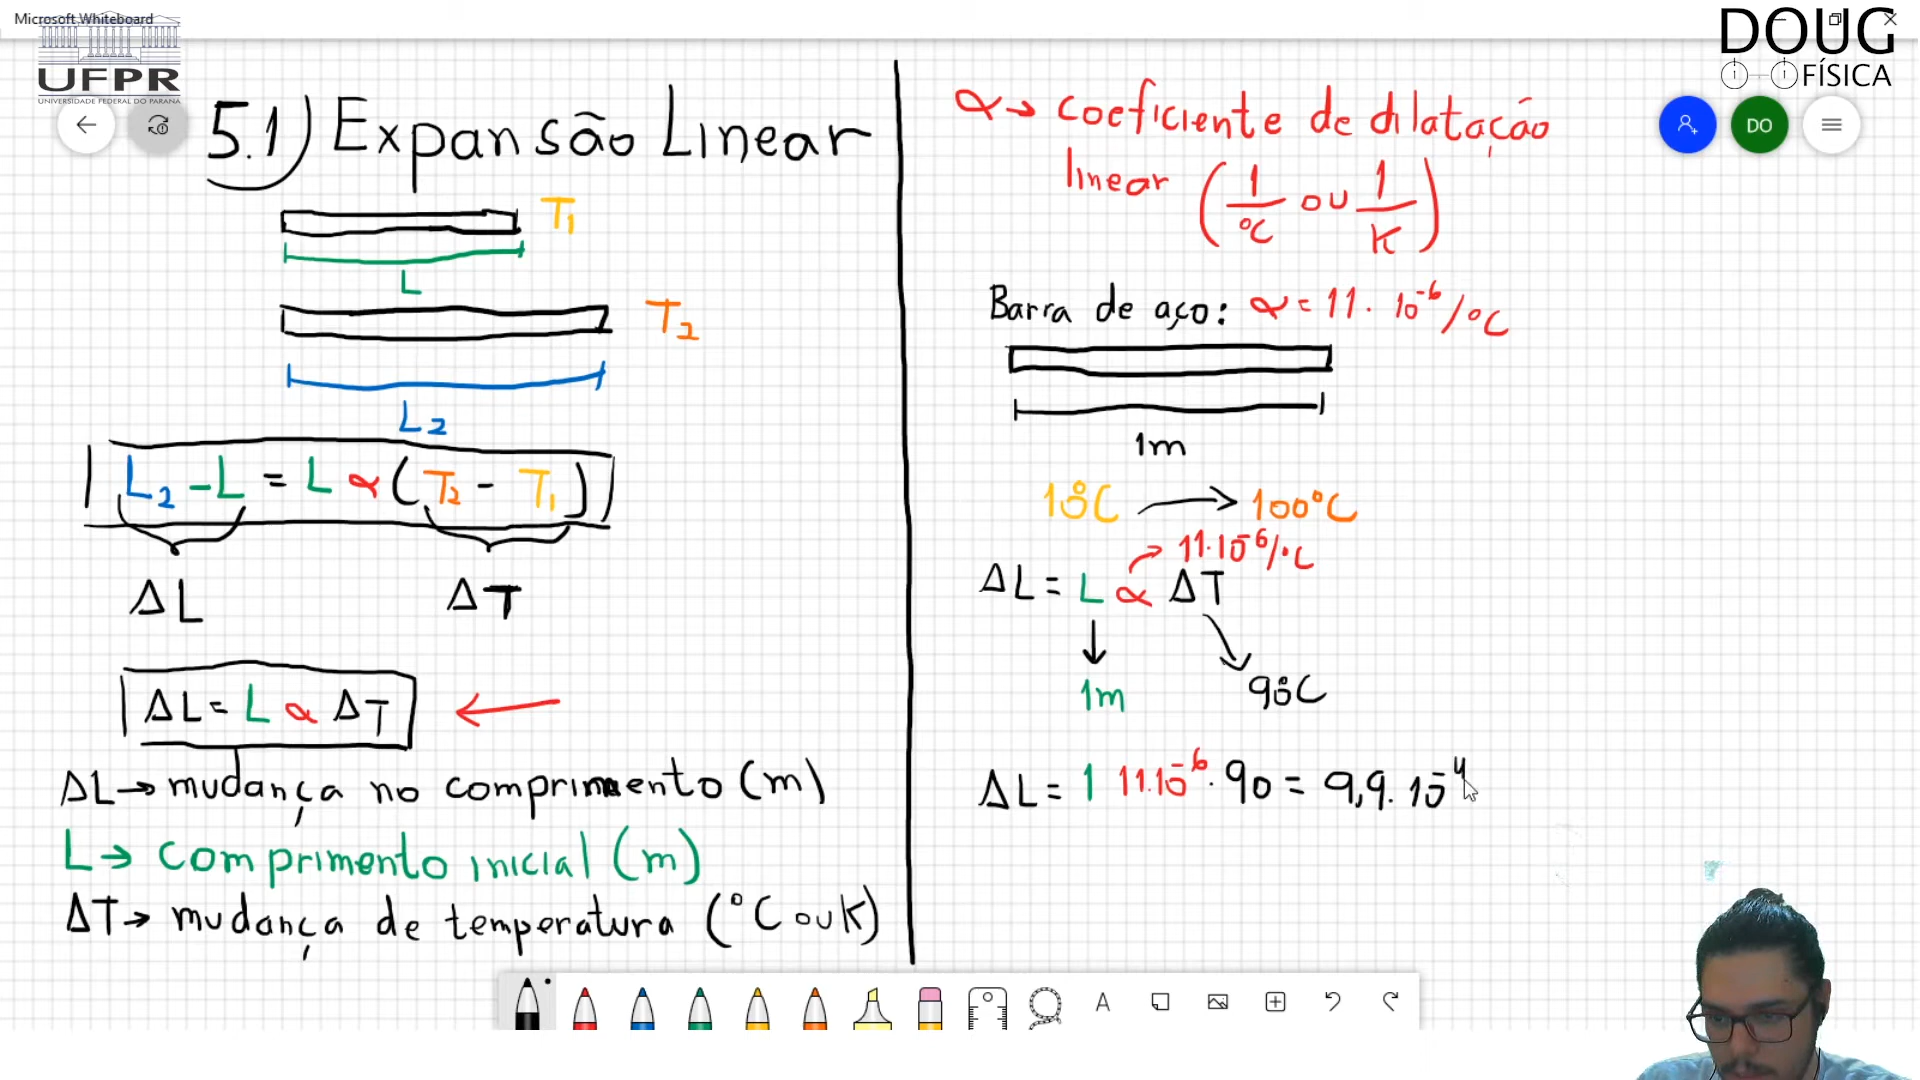 Microsoft Whiteboard
UFPR
UNIVERSIDADE FEDERAL DO PARANÁ
DOUG
FÍSICA
DO
5.1) Expansão Linear
T₁
L
T₂
L₂
L₂ - L = L α (T₂ - T₁)
ΔL ΔT
ΔL = L α ΔT
ΔL → mudança no comprimento (m)
L → comprimento inicial (m)
ΔT → mudança de temperatura (°C ou K)
α → coeficiente de dilatação
linear (1/°C ou 1/K)
Barra de aço: α = 11 . 10⁻⁶/°C
1m
10°C → 100°C
11.10⁻⁶/°C
ΔL = L α ΔT
1m 90°C
ΔL = 1 11.10⁻⁶ . 90 = 9,9 . 10⁻⁴
A